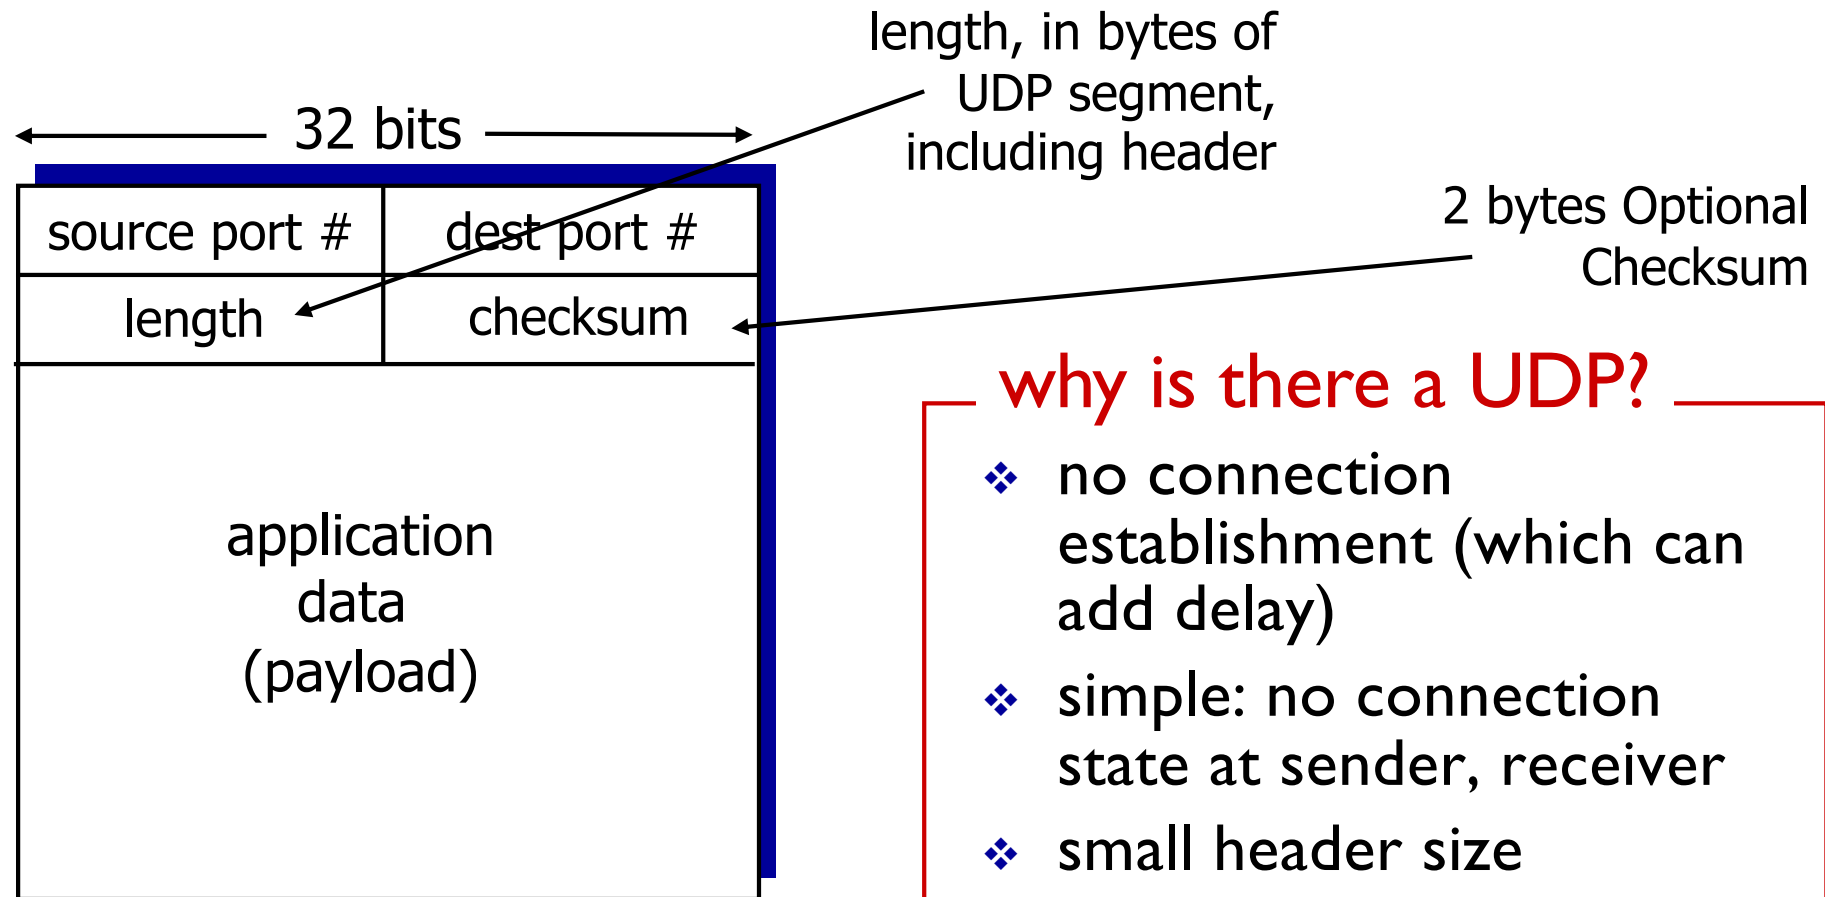 length, in bytes of
UDP segment,
including header
32 bits
2 bytes Optional
Checksum
source port #
dest port #
length
checksum
application
data
(payload)
why is there a UDP?
no connection
establishment (which can
add delay)
simple: no connection
state at sender, receiver
small header size